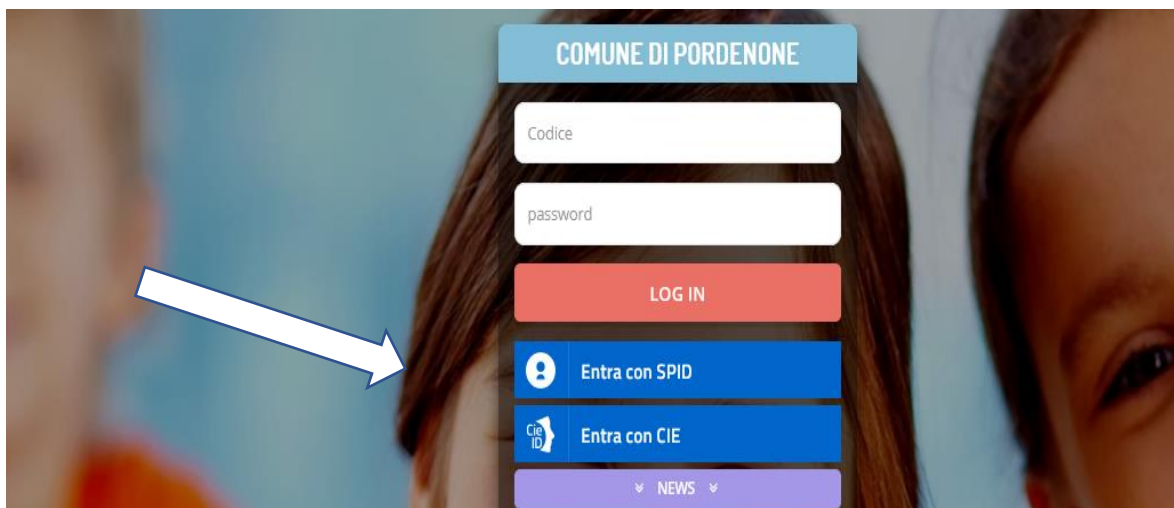 COMUNE DI PORDENONE
Codice
password
LOG IN
Entra con SPID
Cie
ID
Entra con CIE
NEWS